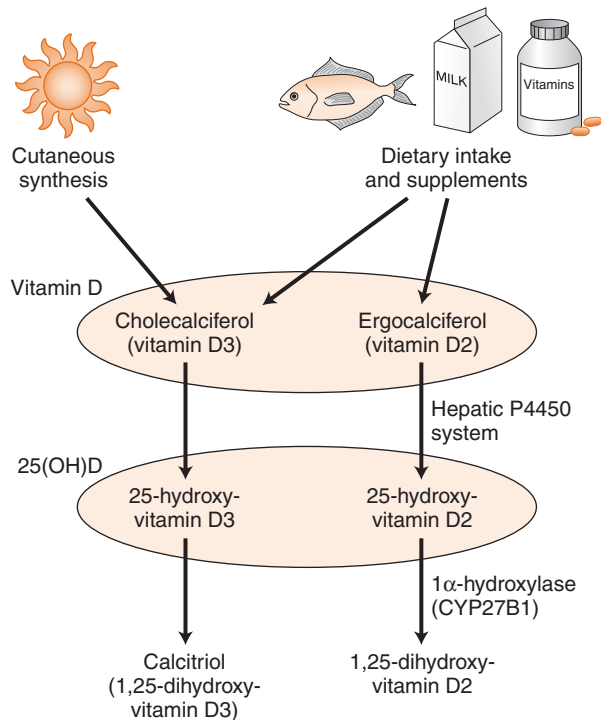 MILK
Vitamins
Cutaneous
synthesis
Dietary intake
and supplements
Vitamin D
Cholecalciferol
(vitamin D3)
Ergocalciferol
(vitamin D2)
Hepatic P4450
system
25(OH)D
25-hydroxy-
vitamin D3
25-hydroxy-
vitamin D2
1α-hydroxylase
(CYP27B1)
Calcitriol
(1,25-dihydroxy-
vitamin D3)
1,25-dihydroxy-
vitamin D2